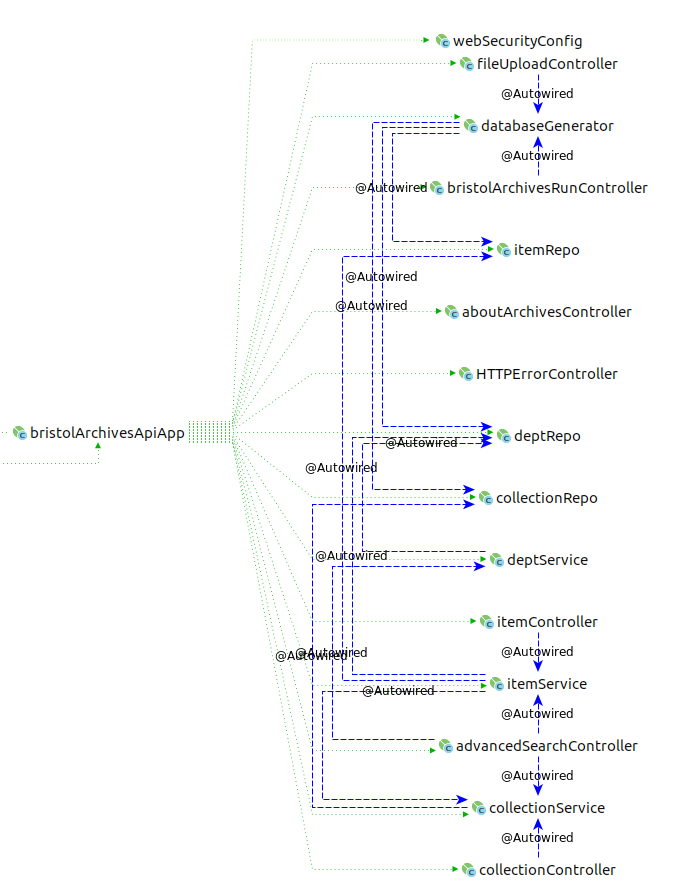 webSecurityConfig
fileUploadController
@Autowired
databaseGenerator
@Autowired
@Autowired
bristolArchivesRunController
itemRepo
@Autowired
@Autowired
aboutArchivesController
HTTPErrorController
bristolArchivesApiApp
deptRepo
@Autowired
@Autowired
collectionRepo
@Autowired
deptService
itemController
@Autowired
@Autowired
@Autowired
itemService
@Autowired
@Autowired
advancedSearchController
@Autowired
collectionService
@Autowired
collectionController